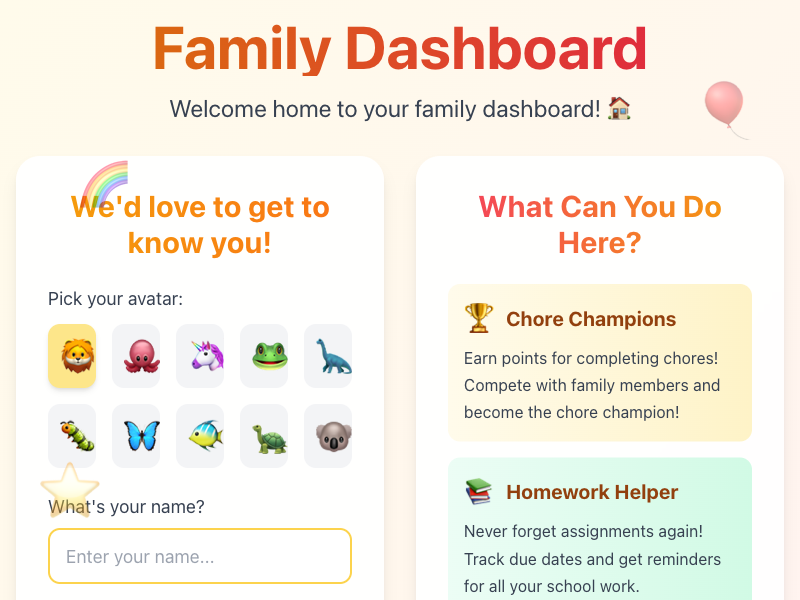 Family Dashboard
Welcome home to your family dashboard!
We'd love to get to
know you!
Pick your avatar:
What's your name?
Enter your name...
What Can You Do
Here?
Chore Champions
Earn points for completing chores!
Compete with family members and
become the chore champion!
Homework Helper
Never forget assignments again!
Track due dates and get reminders
for all your school work.